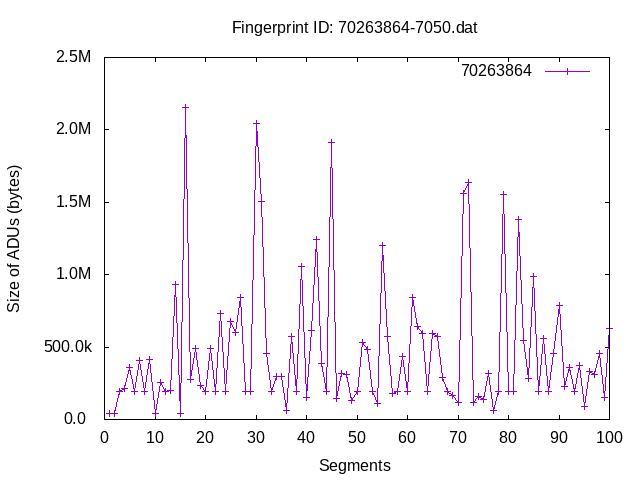 Fingerprint ID: 70263864-7050.dat
70263864
Size of ADUs (bytes)
2.5M
2.0M
1.5M
1.0M
500.0k
0.0
0 10 20 30 40 50 60 70 80 90 100
Segments